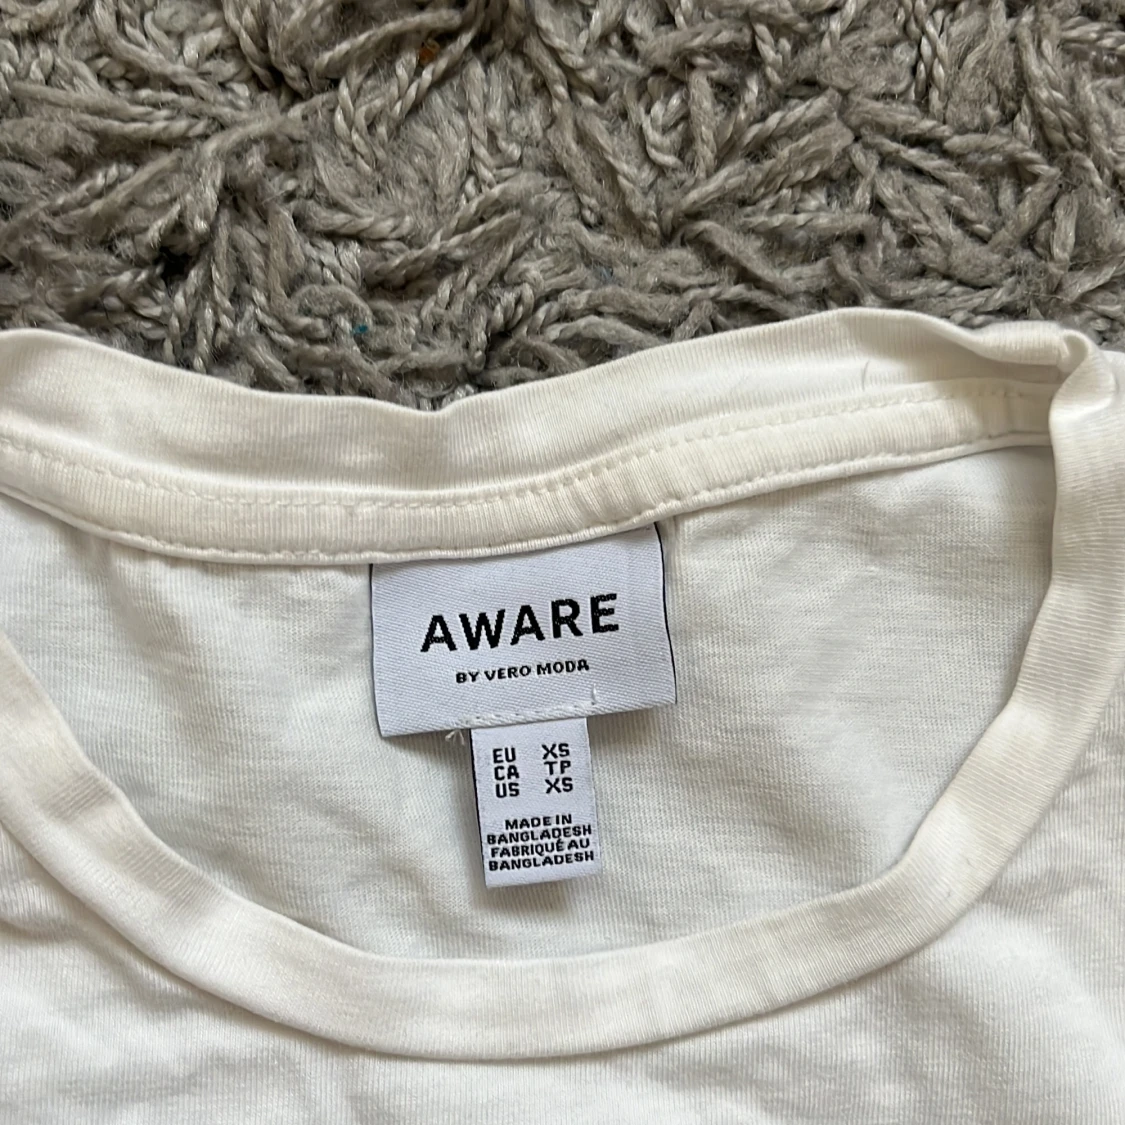 AWARE
BY VERO MODA
EU XS
CA TP
US XS
MADE IN
BANGLADESH
FABRIQUÉ AU
BANGLADESH